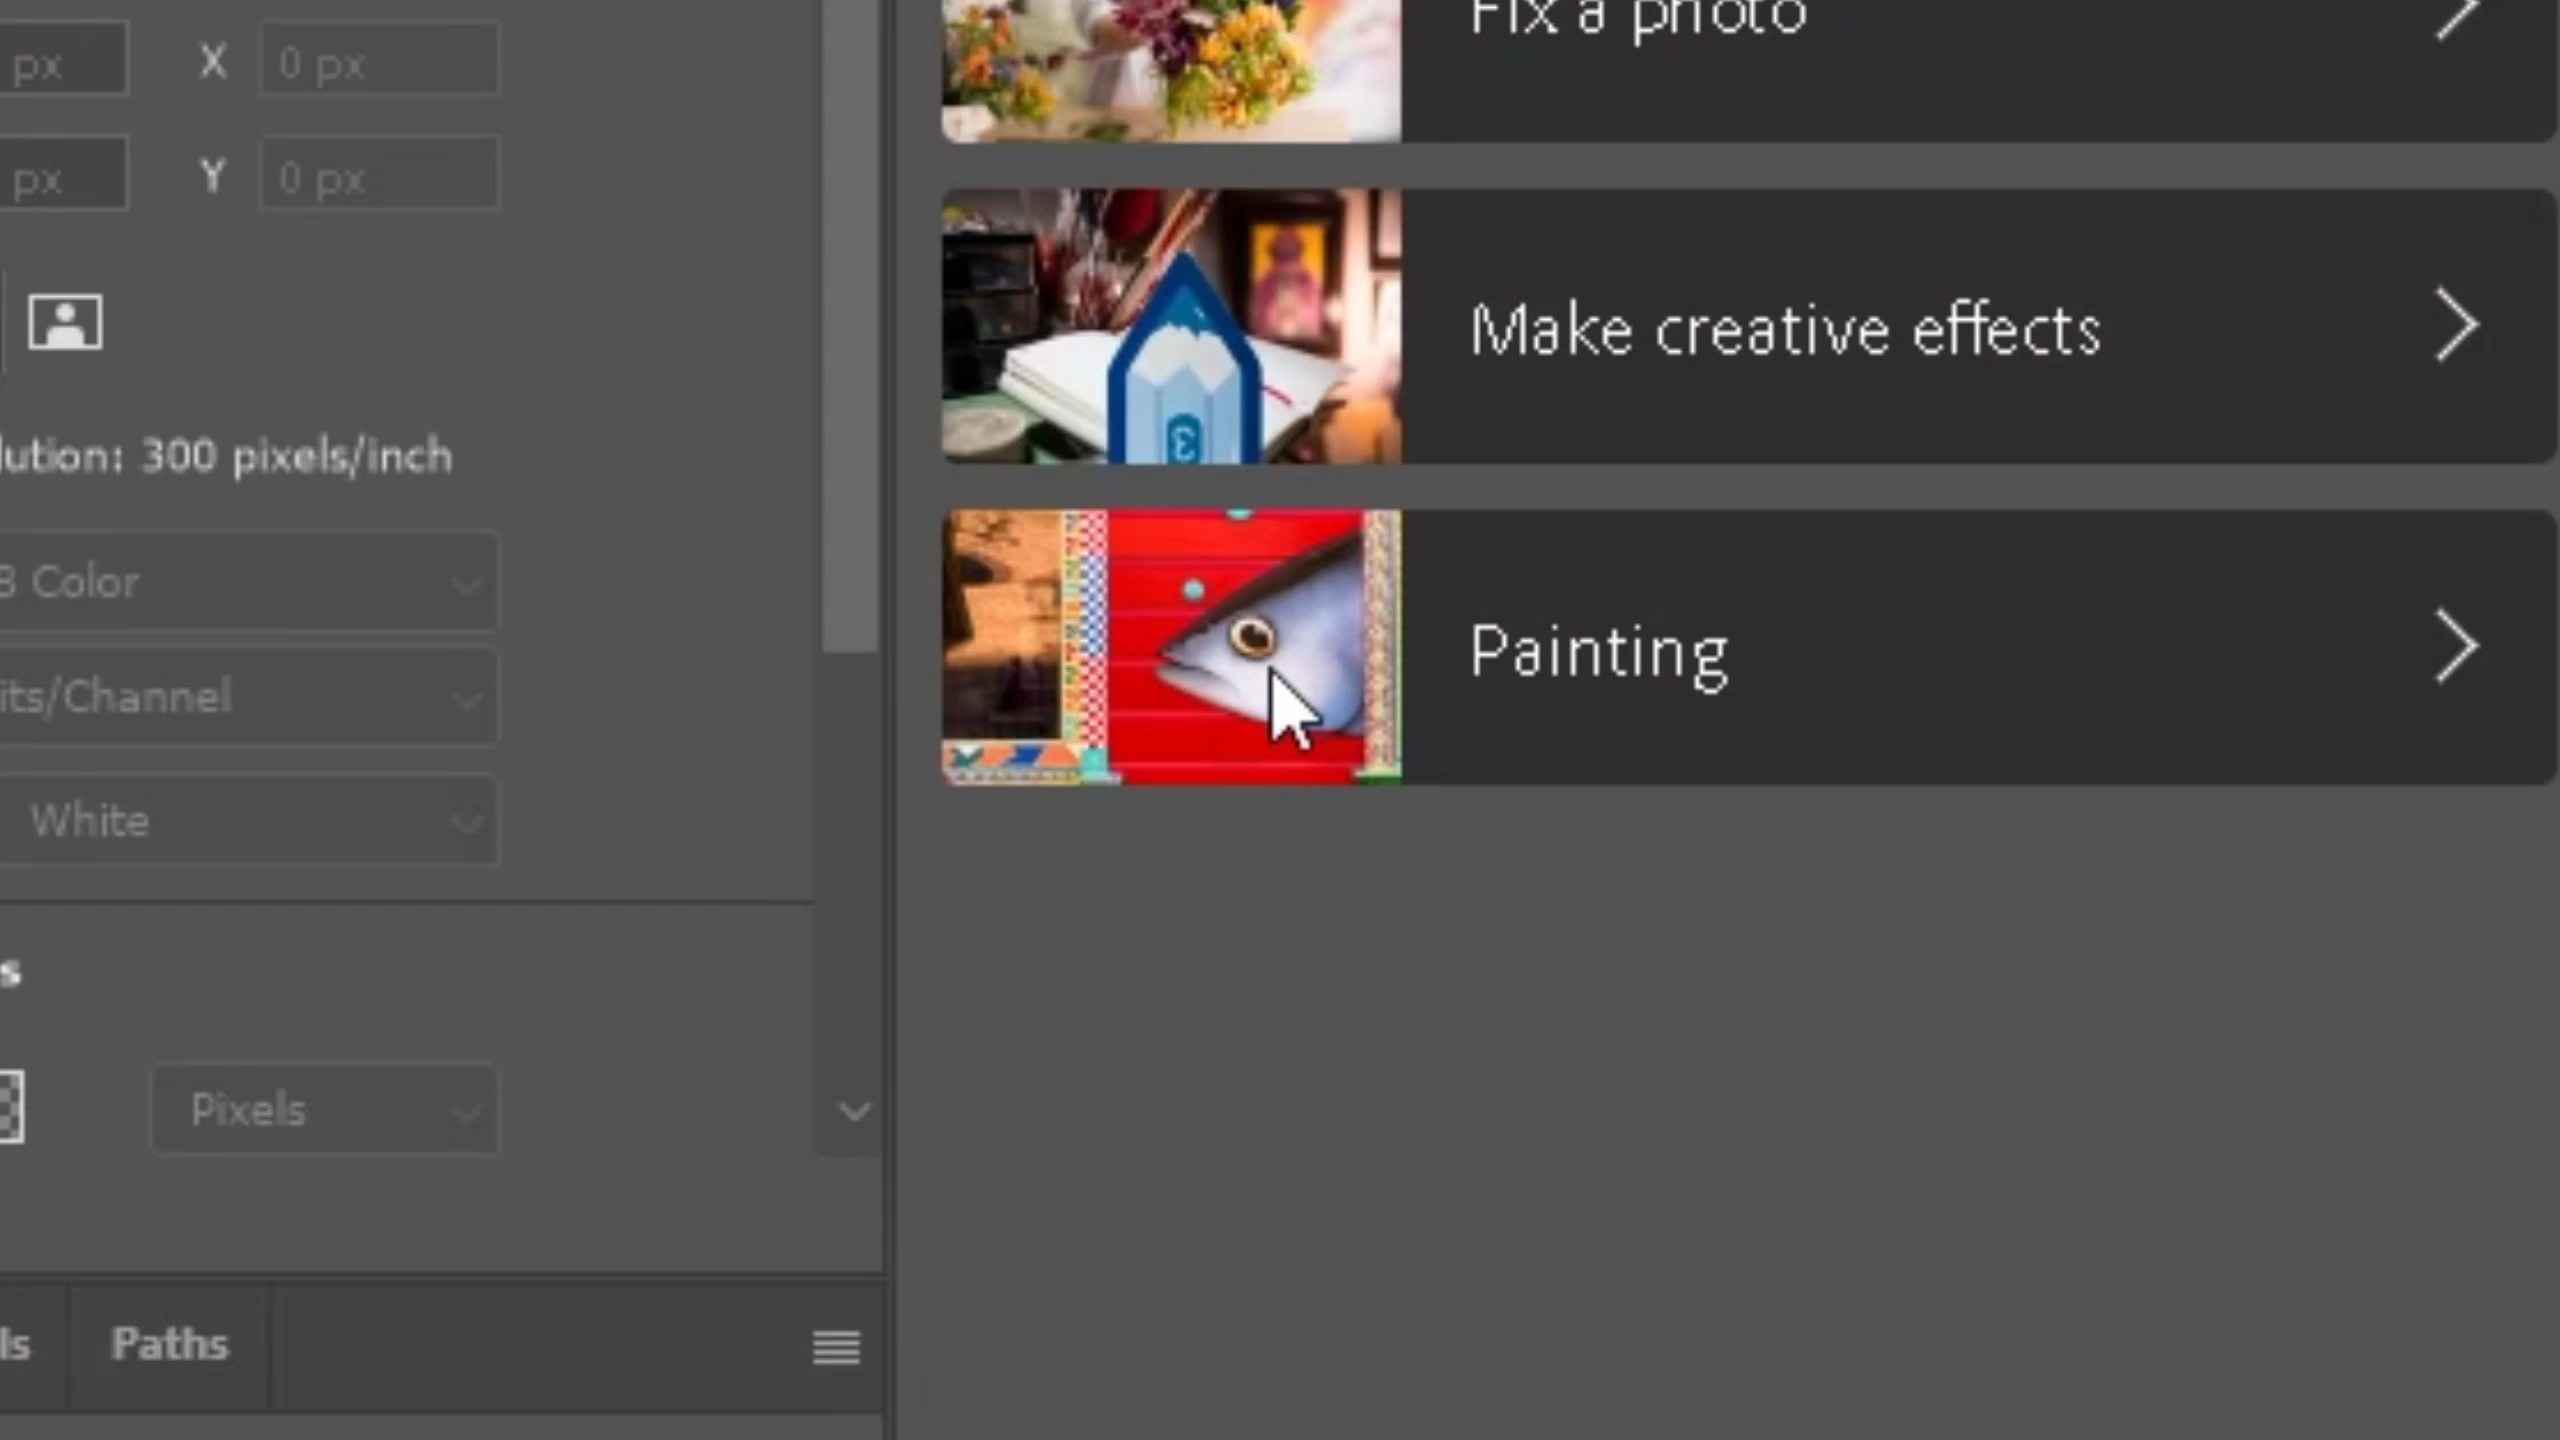 px X 0 px
px Y 0 px
lution: 300 pixels/inch
B Color
its/Channel
White
s
Pixels
ls Paths
Fix a photo
Make creative effects
Painting